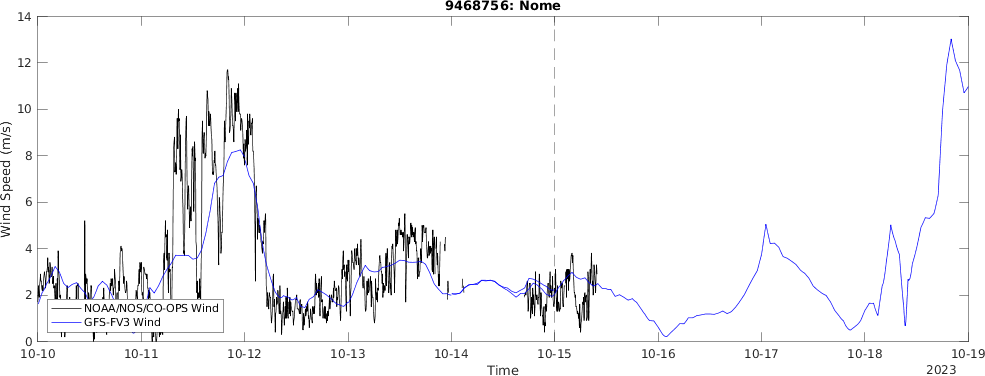 9468756: Nome
14
12
10
8
6
4
2
0
Wind Speed (m/s)
NOAA/NOS/CO-OPS Wind
GFS-FV3 Wind
10-10 10-11 10-12 10-13 10-14 10-15 10-16 10-17 10-18 10-19
Time
2023